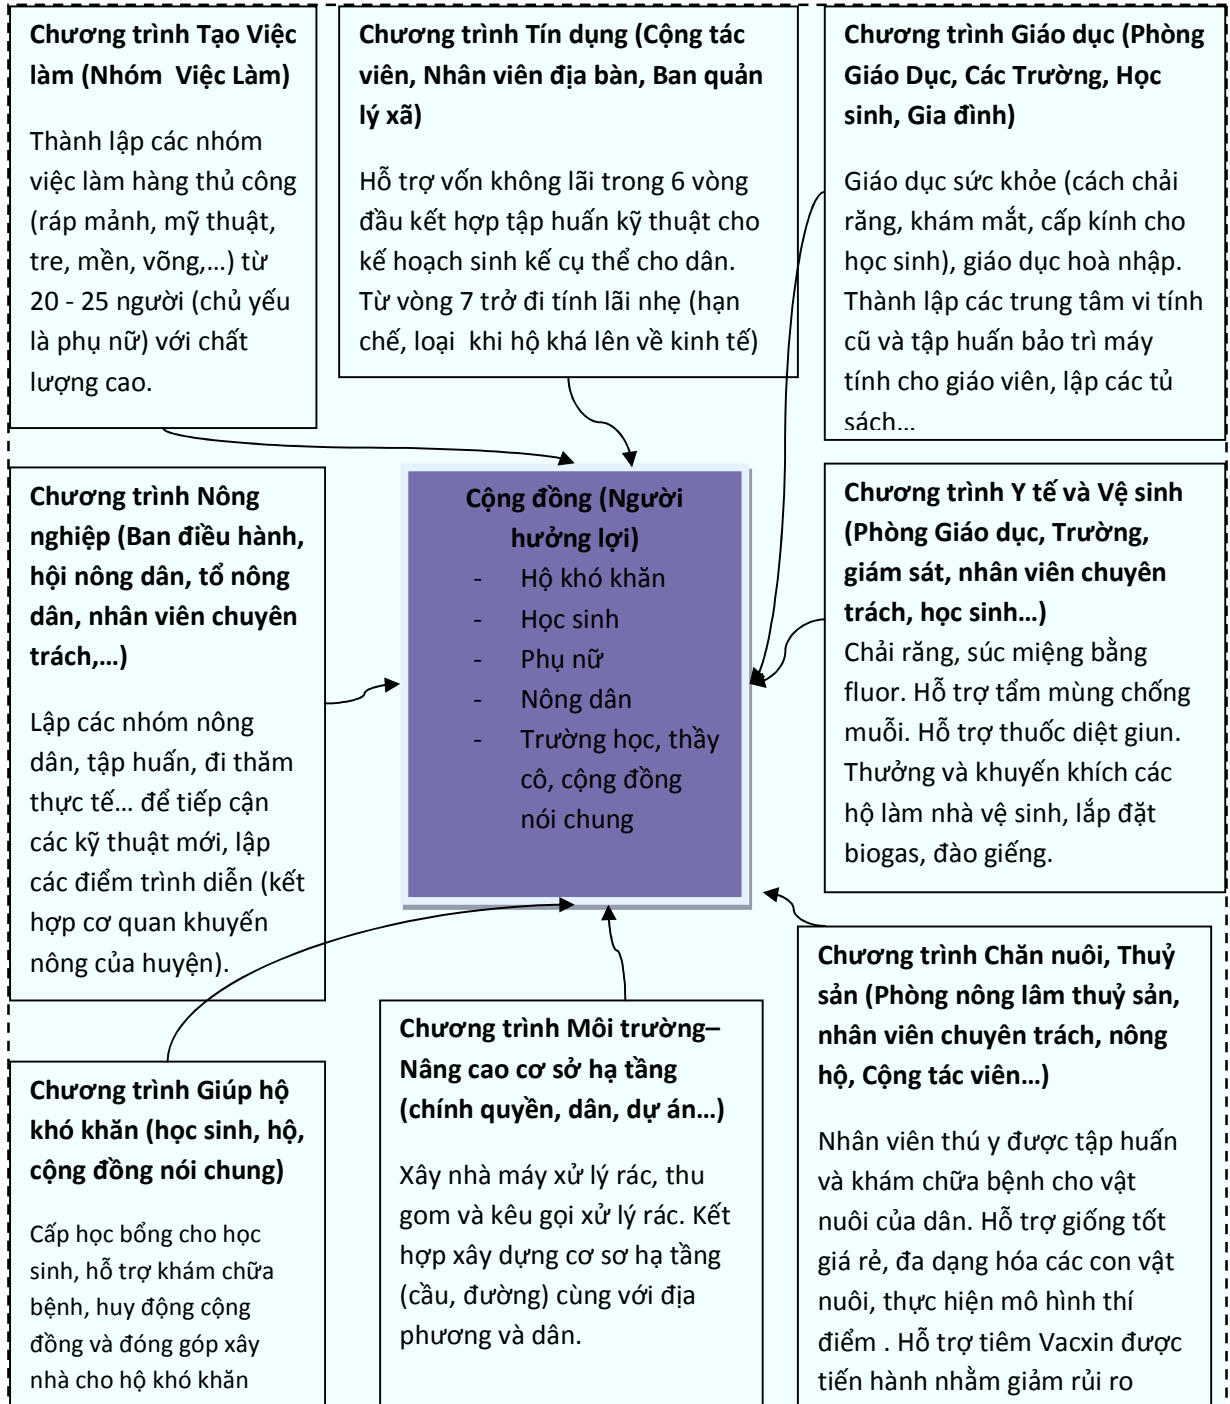 Chương trình Tạo Việc
làm (Nhóm Việc Làm)
Thành lập các nhóm
việc làm hàng thủ công
(ráp mảnh, mỹ thuật,
tre, mền, võng,...) từ
20 - 25 người (chủ yếu
là phụ nữ) với chất
lượng cao.
Chương trình Tín dụng (Cộng tác
viên, Nhân viên địa bàn, Ban quản
lý xã)
Hỗ trợ vốn không lãi trong 6 vòng
đầu kết hợp tập huấn kỹ thuật cho
kế hoạch sinh kế cụ thể cho dân.
Từ vòng 7 trở đi tính lãi nhẹ (hạn
chế, loại khi hộ khá lên về kinh tế)
Chương trình Giáo dục (Phòng
Giáo Dục, Các Trường, Học
sinh, Gia đình)
Giáo dục sức khỏe (cách chải
răng, khám mắt, cấp kính cho
học sinh), giáo dục hoà nhập.
Thành lập các trung tâm vi tính
cũ và tập huấn bảo trì máy
tính cho giáo viên, lập các tủ
sách...
Chương trình Nông
nghiệp (Ban điều hành,
hội nông dân, tổ nông
dân, nhân viên chuyên
trách,...)
Lập các nhóm nông
dân, tập huấn, đi thăm
thực tế... để tiếp cận
các kỹ thuật mới, lập
các điểm trình diễn (kết
hợp cơ quan khuyến
nông của huyện).
Cộng đồng (Người
hưởng lợi)
- Hộ khó khăn
- Học sinh
- Phụ nữ
- Nông dân
- Trường học, thầy
cô, cộng đồng
nói chung
Chương trình Y tế và Vệ sinh
(Phòng Giáo dục, Trường,
giám sát, nhân viên chuyên
trách, học sinh...)
Chải răng, súc miệng bằng
fluor. Hỗ trợ tẩm mùng chống
muỗi. Hỗ trợ thuốc diệt giun.
Thưởng và khuyến khích các
hộ làm nhà vệ sinh, lắp đặt
biogas, đào giếng.
Chương trình Giúp hộ
khó khăn (học sinh, hộ,
cộng đồng nói chung)
Cấp học bổng cho học
sinh, hỗ trợ khám chữa
bệnh, huy động cộng
đồng và đóng góp xây
nhà cho hộ khó khăn
Chương trình Môi trường–
Nâng cao cơ sở hạ tầng
(chính quyền, dân, dự án...)
Xây nhà máy xử lý rác, thu
gom và kêu gọi xử lý rác. Kết
hợp xây dựng cơ sơ hạ tầng
(cầu, đường) cùng với địa
phương và dân.
Chương trình Chăn nuôi, Thuỷ
sản (Phòng nông lâm thuỷ sản,
nhân viên chuyên trách, nông
hộ, Cộng tác viên...)
Nhân viên thú y được tập huấn
và khám chữa bệnh cho vật
nuôi của dân. Hỗ trợ giống tốt
giá rẻ, đa dạng hóa các con vật
nuôi, thực hiện mô hình thí
điểm . Hỗ trợ tiêm Vacxin được
tiến hành nhằm giảm rủi ro